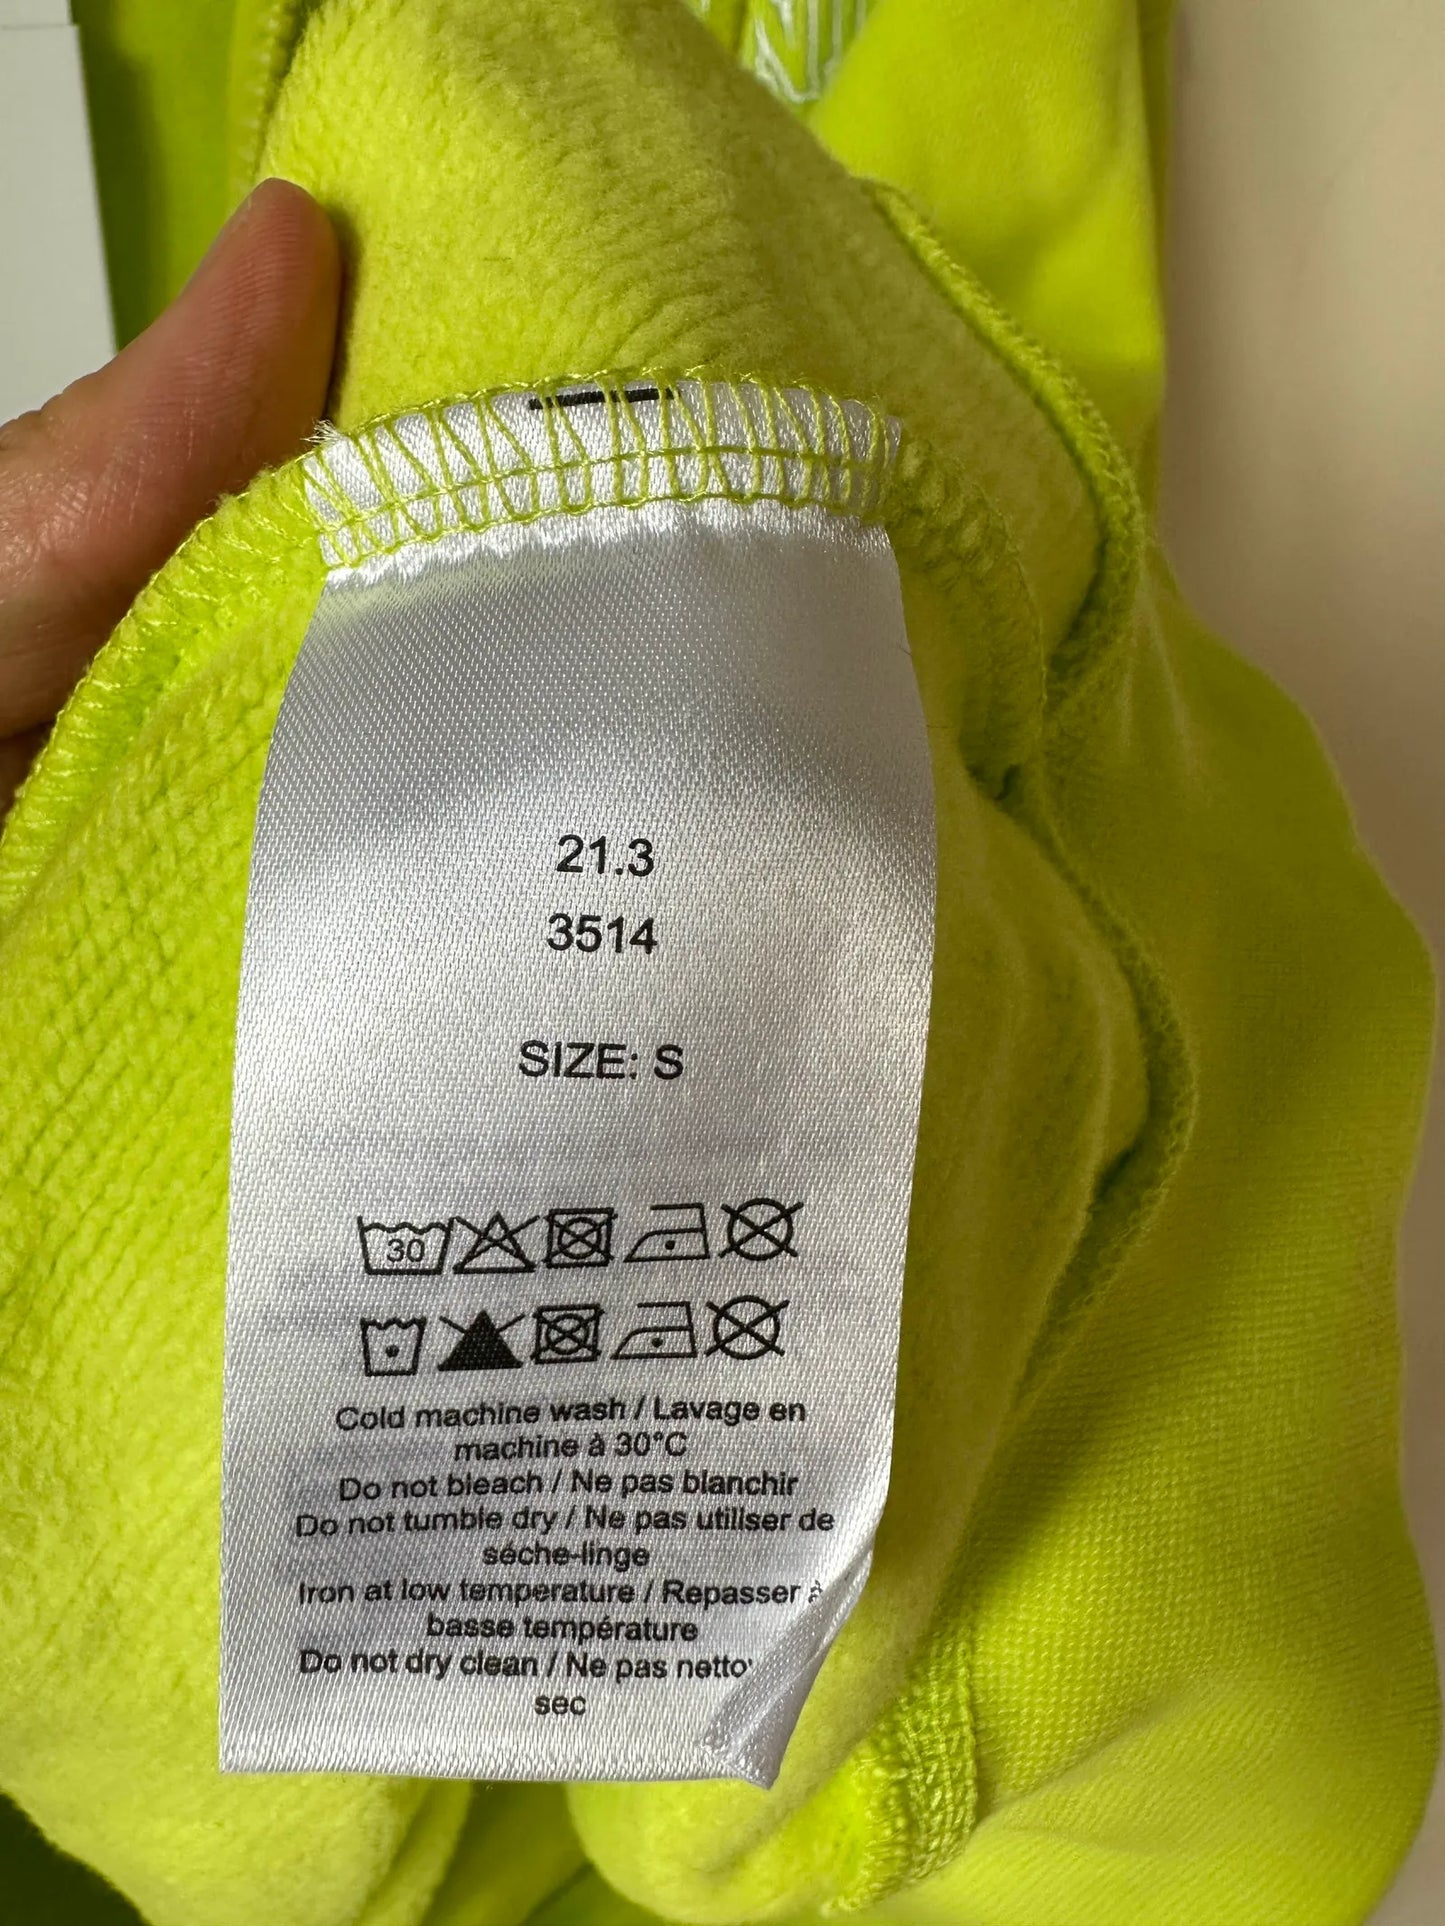 21.3
3514
SIZE: S
30
Cold machine wash / Lavage en
machine à 30°C
Do not bleach / Ne pas blanchir
Do not tumble dry / Ne pas utiliser de
séche-linge
Iron at low temperature / Repasser à
basse température
Do not dry clean / Ne pas
sec